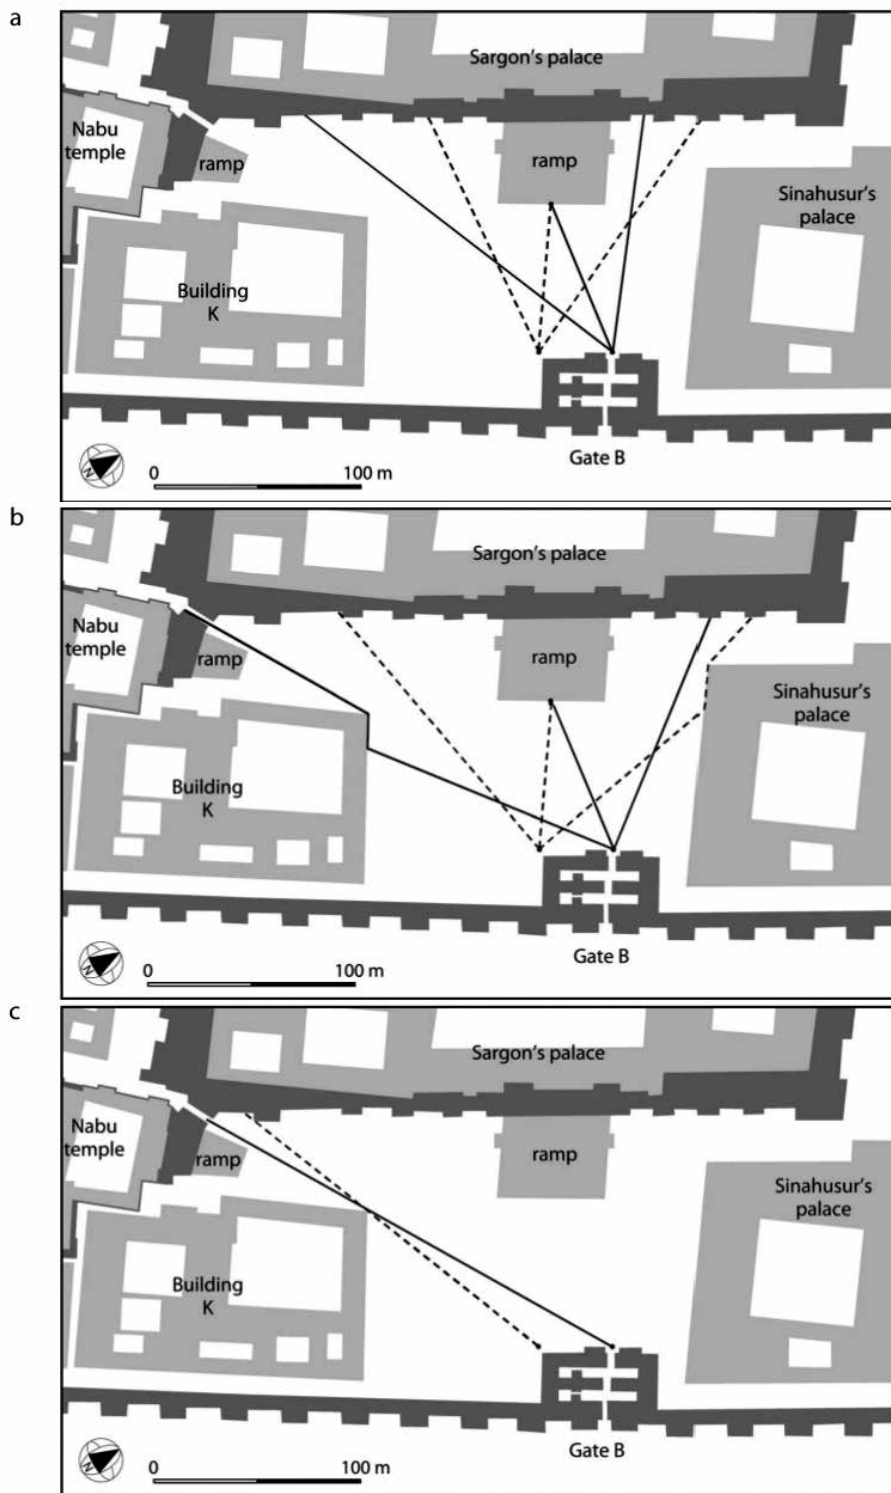 a
Sargon's palace
Nabu
temple
ramp
ramp
Sinahusur's
palace
Building
K
Gate B
N
0 100 m
b
Sargon's palace
Nabu
temple
ramp
ramp
Sinahusur's
palace
Building
K
Gate B
N
0 100 m
c
Sargon's palace
Nabu
temple
ramp
ramp
Sinahusur's
palace
Building
K
Gate B
N
0 100 m